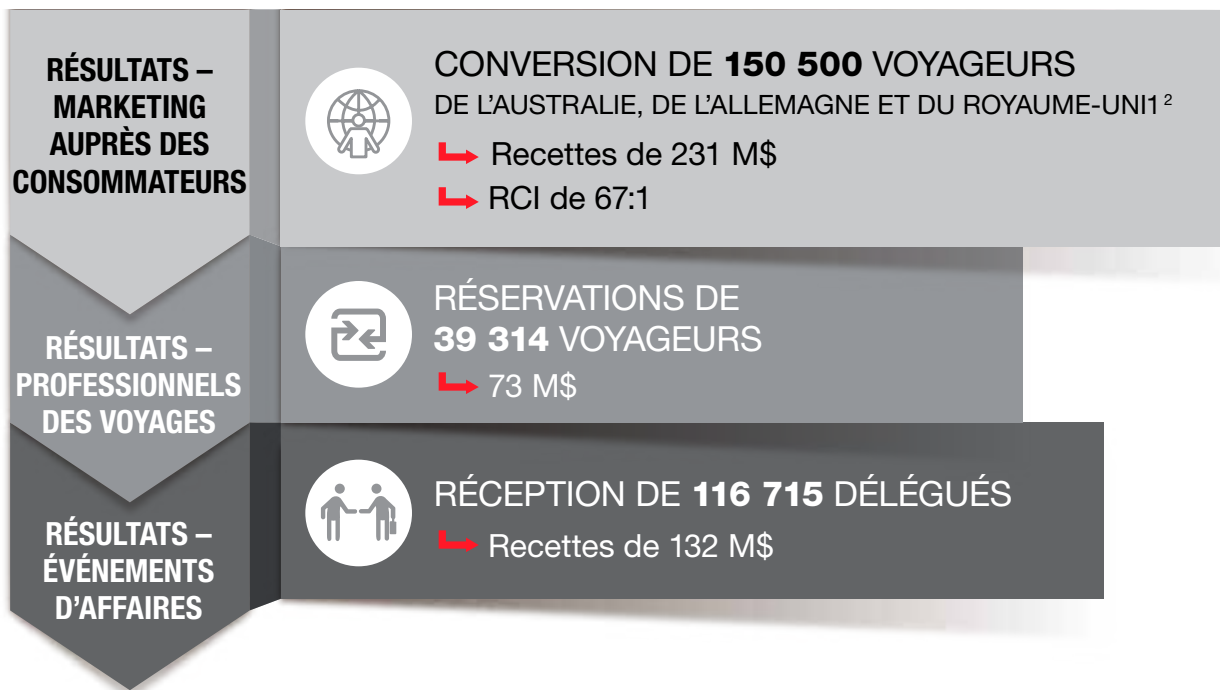 RÉSULTATS –
MARKETING
AUPRÈS DES
CONSOMMATEURS
CONVERSION DE 150 500 VOYAGEURS
DE L’AUSTRALIE, DE L’ALLEMAGNE ET DU ROYAUME-UNI1 2
Recettes de 231 M$
RCI de 67:1
RÉSULTATS –
PROFESSIONNELS
DES VOYAGES
RÉSERVATIONS DE
39 314 VOYAGEURS
73 M$
RÉSULTATS –
ÉVÉNEMENTS
D’AFFAIRES
RÉCEPTION DE 116 715 DÉLÉGUÉS
Recettes de 132 M$